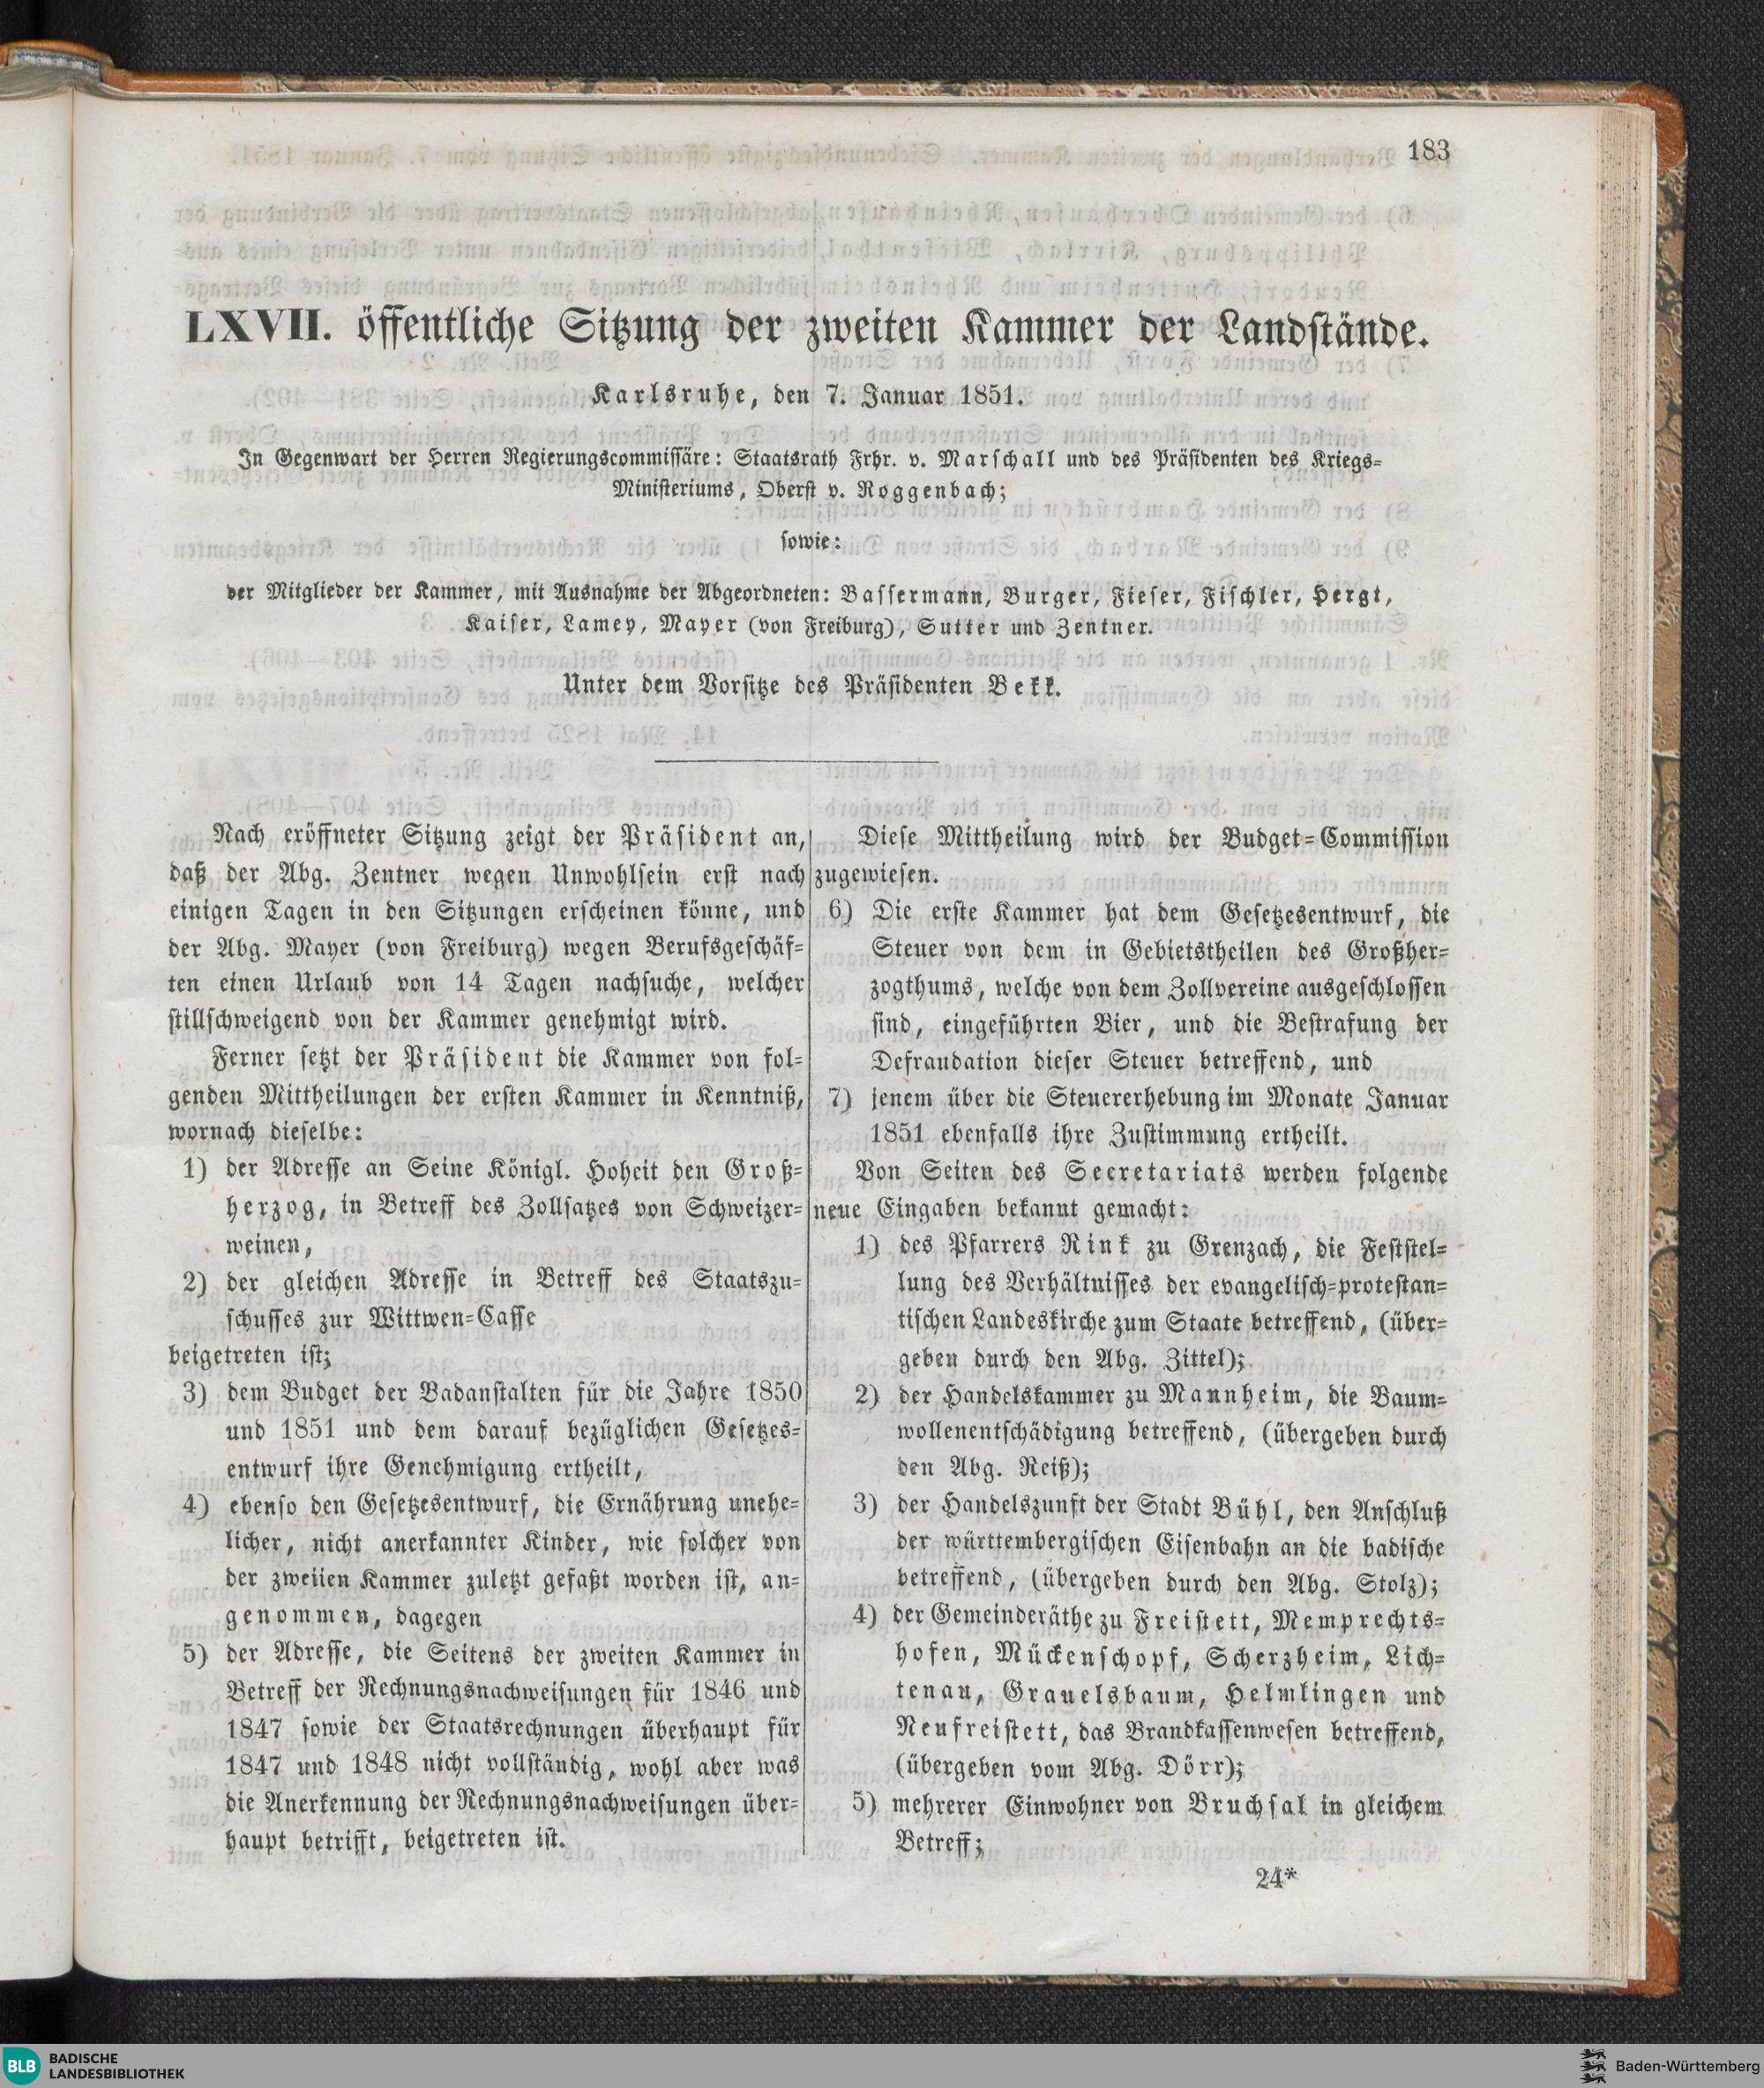 183
LXVII. öffentliche Sitzung der zweiten Kammer der Landstände.
Karlsruhe, den 7. Januar 1851.
In Gegenwart der Herren Regierungscommissäre: Staatsrath Frhr. v. Marschall und des Präsidenten des Kriegs-
Ministeriums, Oberst v. Roggenbach;
sowie:
der Mitglieder der Kammer, mit Ausnahme der Abgeordneten: Bassermann, Burger, Fieser, Fischler, Hergt,
Kaiser, Lamey, Mayer (von Freiburg), Sutter und Zentner.
Unter dem Vorsitze des Präsidenten Bekk.
Nach eröffneter Sitzung zeigt der Präsident an,
daß der Abg. Zentner wegen Unwohlsein erst nach
einigen Tagen in den Sitzungen erscheinen könne, und
der Abg. Mayer (von Freiburg) wegen Berufsgeschäf-
ten einen Urlaub von 14 Tagen nachsuche, welcher
stillschweigend von der Kammer genehmigt wird.
Ferner setzt der Präsident die Kammer von fol-
genden Mittheilungen der ersten Kammer in Kenntniß,
wornach dieselbe:
1) der Adresse an Seine Königl. Hoheit den Groß-
herzog, in Betreff des Zollsatzes von Schweizer-
weinen,
2) der gleichen Adresse in Betreff des Staatszu-
schusses zur Wittwen-Casse
beigetreten ist;
3) dem Budget der Badanstalten für die Jahre 1850
und 1851 und dem darauf bezüglichen Gesetzes-
entwurf ihre Genehmigung ertheilt,
4) ebenso den Gesetzesentwurf, die Ernährung unehe-
licher, nicht anerkannter Kinder, wie solcher von
der zweiien Kammer zuletzt gefaßt worden ist, an-
genommen, dagegen
5) der Adresse, die Seitens der zweiten Kammer in
Betreff der Rechnungsnachweisungen für 1846 und
1847 sowie der Staatsrechnungen überhaupt für
1847 und 1848 nicht vollständig, wohl aber was
die Anerkennung der Rechnungsnachweisungen über-
haupt betrifft, beigetreten ist.
Diese Mittheilung wird der Budget-Commission
zugewiesen.
6) Die erste Kammer hat dem Gesetzesentwurf, die
Steuer von dem in Gebietstheilen des Großher-
zogthums, welche von dem Zollvereine ausgeschlossen
sind, eingeführten Bier, und die Bestrafung der
Defraudation dieser Steuer betreffend, und
7) jenem über die Steuererhebung im Monate Januar
1851 ebenfalls ihre Zustimmung ertheilt.
Von Seiten des Secretariats werden folgende
neue Eingaben bekannt gemacht:
1) des Pfarrers Rink zu Grenzach, die Feststel-
lung des Verhältnisses der evangelisch-protestan-
tischen Landeskirche zum Staate betreffend, (über-
geben durch den Abg. Zittel);
2) der Handelskammer zu Mannheim, die Baum-
wollenentschädigung betreffend, (übergeben durch
den Abg. Reiß);
3) der Handelszunft der Stadt Bühl, den Anschluß
der württembergischen Eisenbahn an die badische
betreffend, (übergeben durch den Abg. Stolz);
4) der Gemeinderäthe zu Freistett, Memprechts-
hofen, Mückenschopf, Scherzheim, Lich-
tenau, Grauelsbaum, Helmlingen und
Neufreistett, das Brandkassenwesen betreffend,
(übergeben vom Abg. Dörr);
5) mehrerer Einwohner von Bruchsal in gleichem
Betreff;
24*
BLB BADISCHE
LANDESBIBLIOTHEK
Baden-Württemberg